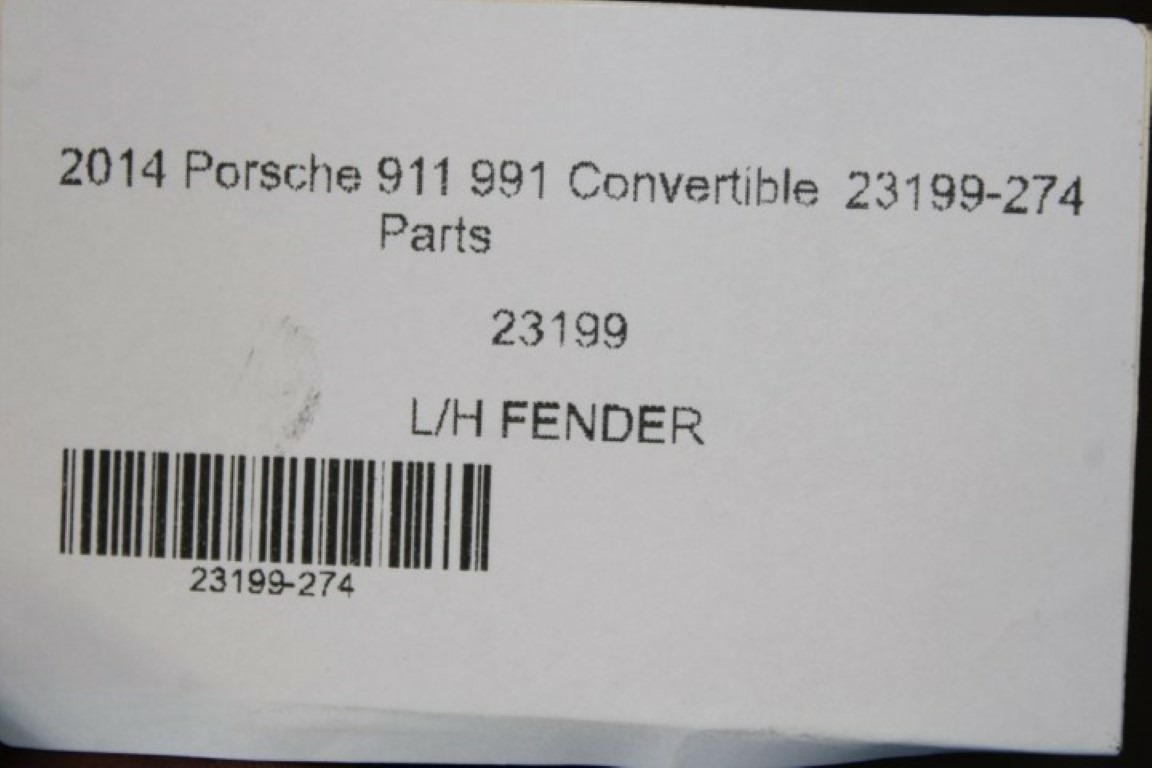 2014 Porsche 911 991 Convertible 23199-274
Parts
23199
L/H FENDER
23199-274